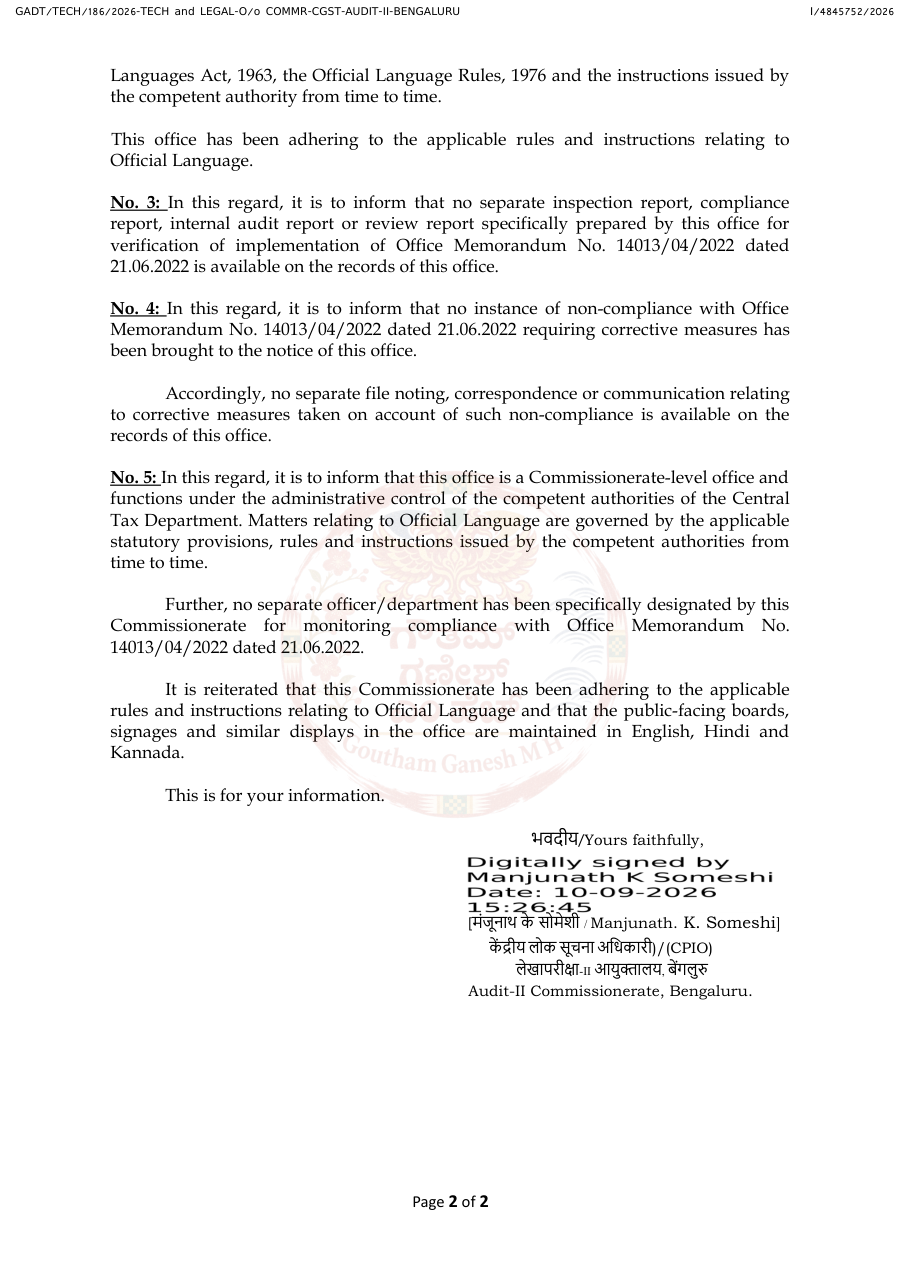 GADT/TECH/186/2026-TECH and LEGAL-O/o COMMR-CGST-AUDIT-II-BENGALURU
I/4845752/2026
Languages Act, 1963, the Official Language Rules, 1976 and the instructions issued by
the competent authority from time to time.
This office has been adhering to the applicable rules and instructions relating to
Official Language.
No. 3: In this regard, it is to inform that no separate inspection report, compliance
report, internal audit report or review report specifically prepared by this office for
verification of implementation of Office Memorandum No. 14013/04/2022 dated
21.06.2022 is available on the records of this office.
No. 4: In this regard, it is to inform that no instance of non-compliance with Office
Memorandum No. 14013/04/2022 dated 21.06.2022 requiring corrective measures has
been brought to the notice of this office.
Accordingly, no separate file noting, correspondence or communication relating
to corrective measures taken on account of such non-compliance is available on the
records of this office.
No. 5: In this regard, it is to inform that this office is a Commissionerate-level office and
functions under the administrative control of the competent authorities of the Central
Tax Department. Matters relating to Official Language are governed by the applicable
statutory provisions, rules and instructions issued by the competent authorities from
time to time.
Further, no separate officer/department has been specifically designated by this
Commissionerate for monitoring compliance with Office Memorandum No.
14013/04/2022 dated 21.06.2022.
ಗೌತಮ್
ಗಣೇಶ್
It is reiterated that this Commissionerate has been adhering to the applicable
rules and instructions relating to Official Language and that the public-facing boards,
signages and similar displays in the office are maintained in English, Hindi and
Kannada.
Goutham Ganesh M H
This is for your information.
भवदीय/Yours faithfully,
Digitally signed by
Manjunath K Someshi
Date: 10-09-2026
15:26:45
[मंजूनाथ के सोमेशी / Manjunath. K. Someshi]
केंद्रीय लोक सूचना अधिकारी)/(CPIO)
लेखापरीक्षा-II आयुक्तालय, बेंगलुरु
Audit-II Commissionerate, Bengaluru.
Page 2 of 2